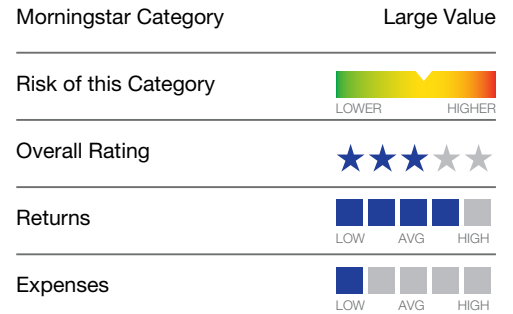 Morningstar Category Large Value
Risk of this Category
LOWER HIGHER
Overall Rating
Returns
LOW AVG HIGH
Expenses
LOW AVG HIGH